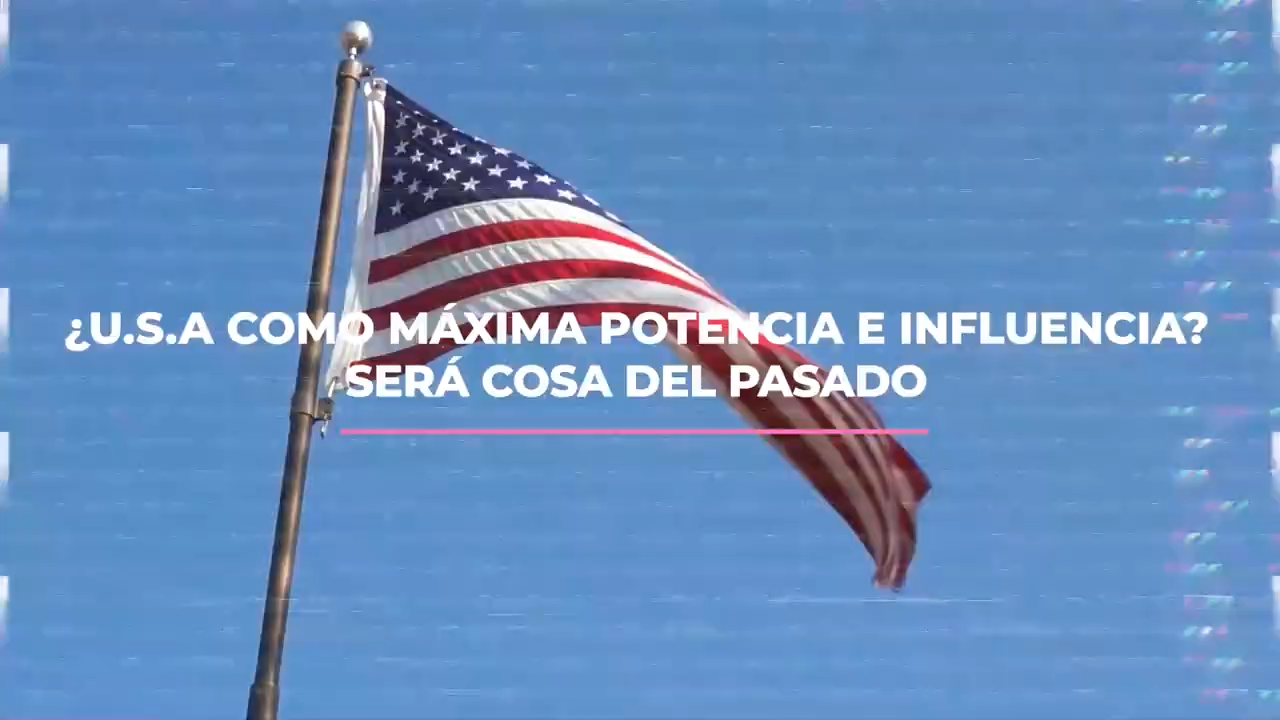 ¿U.S.A COMO MÁXIMA POTENCIA E INFLUENCIA?
SERÁ COSA DEL PASADO